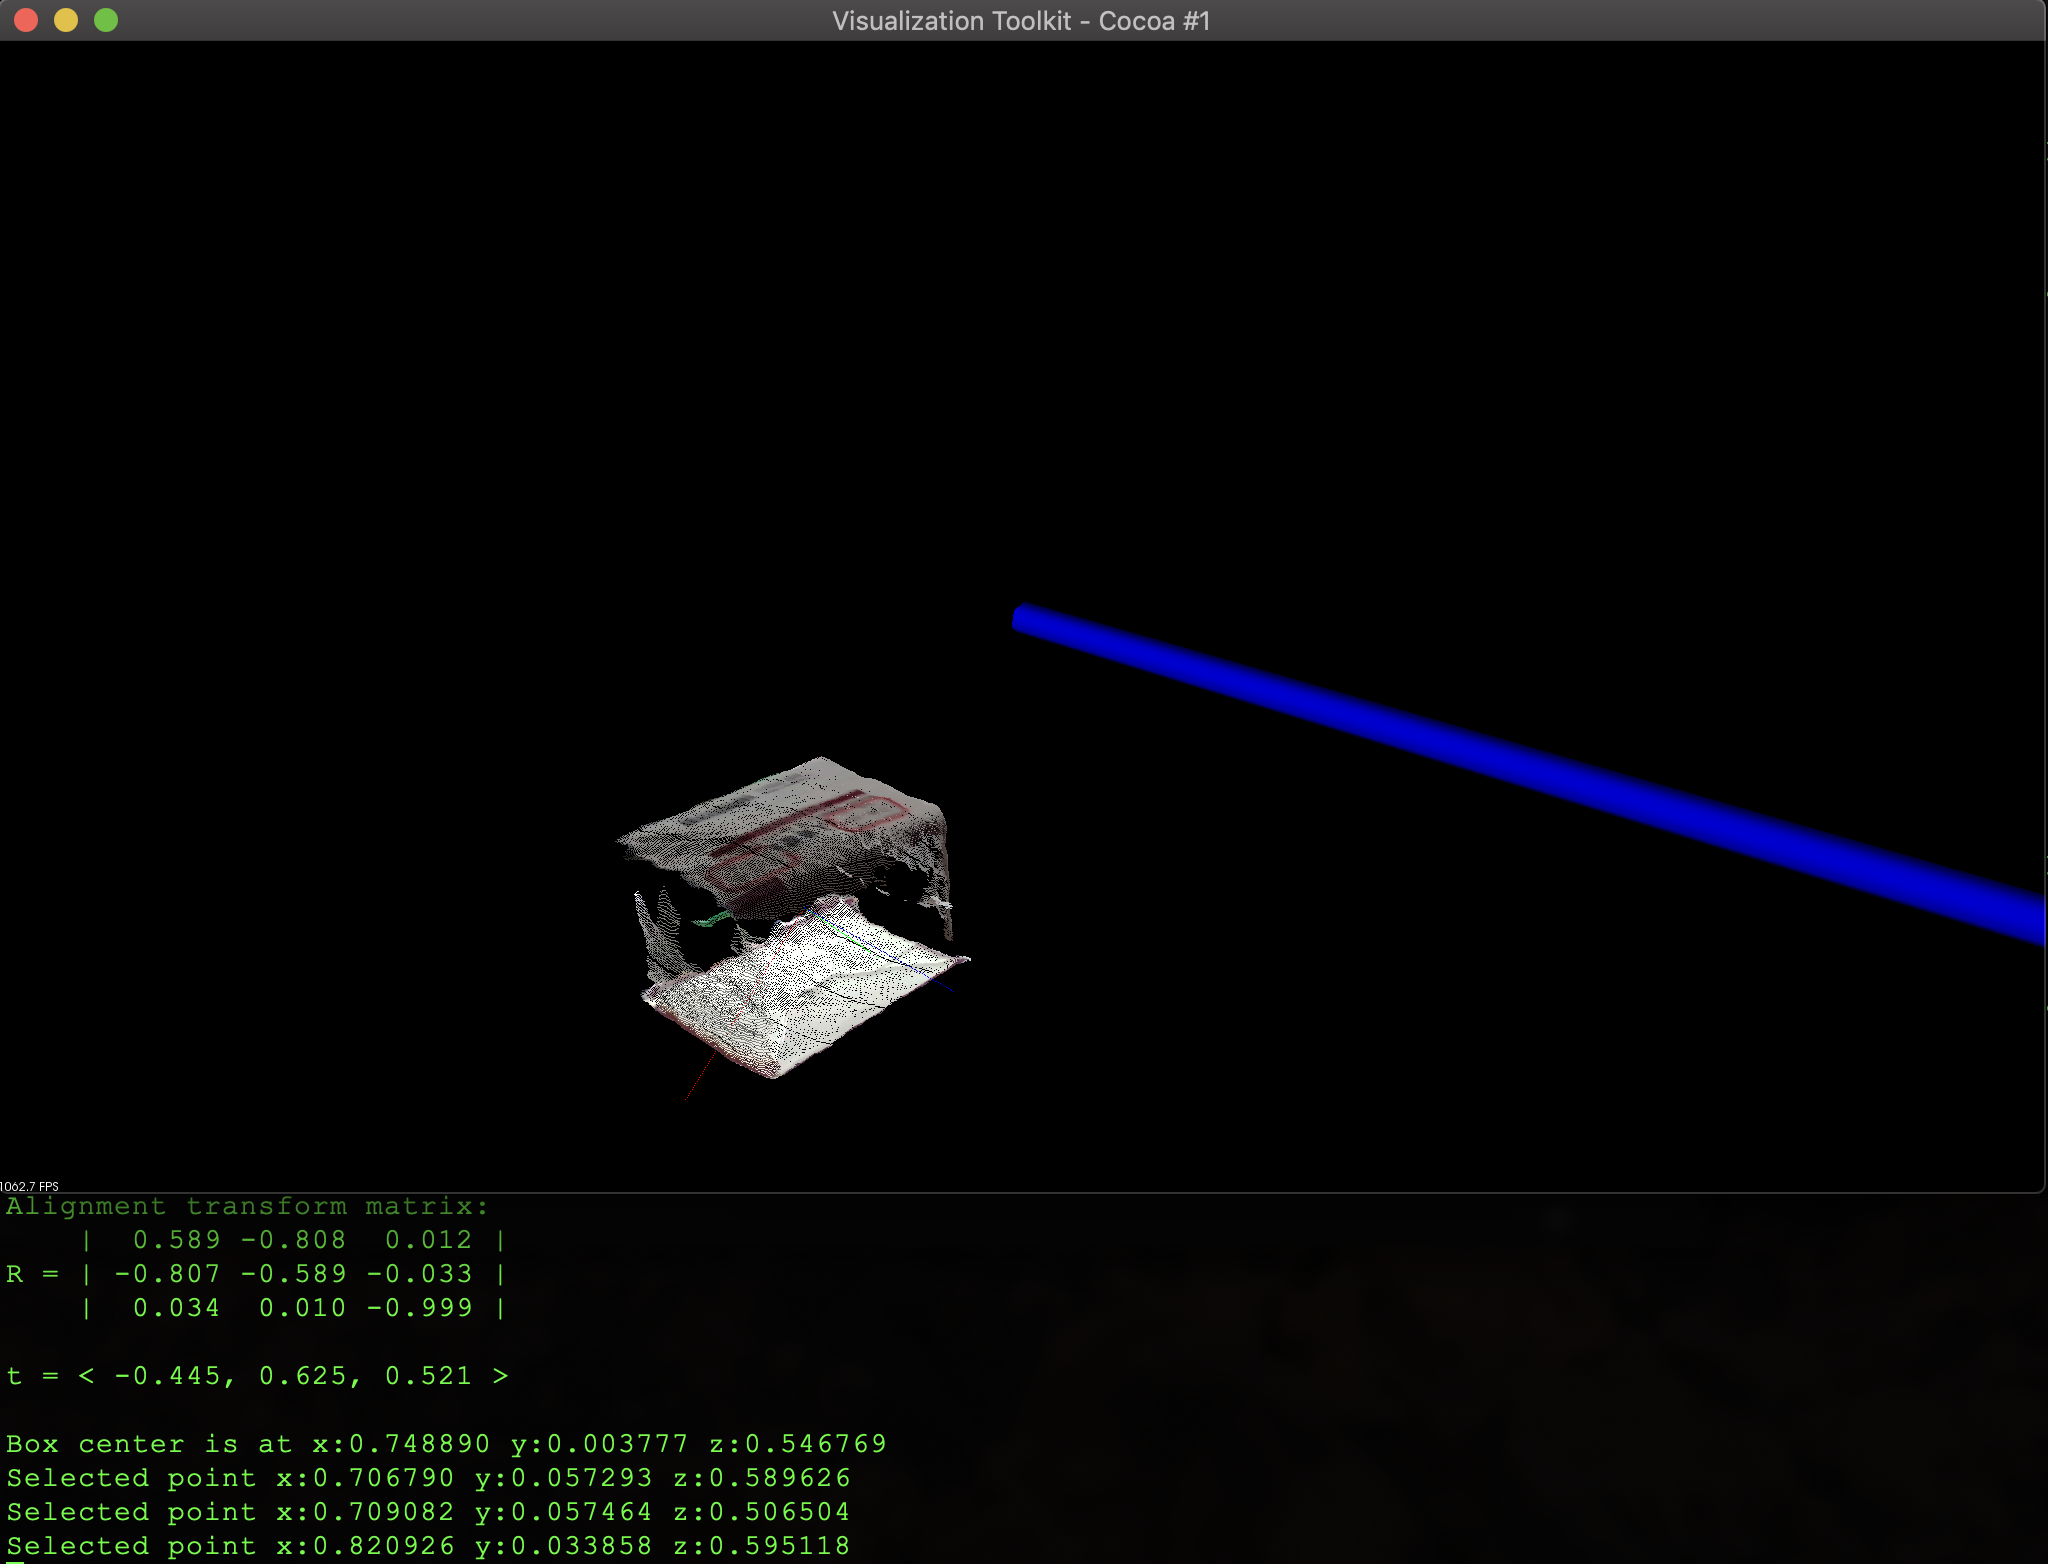 Visualization Toolkit - Cocoa #1
1062.7 FPS
Alignment transform matrix:
| 0.589 -0.808 0.012 |
R = | -0.807 -0.589 -0.033 |
| 0.034 0.010 -0.999 |
t = < -0.445, 0.625, 0.521 >
Box center is at x:0.748890 y:0.003777 z:0.546769
Selected point x:0.706790 y:0.057293 z:0.589626
Selected point x:0.709082 y:0.057464 z:0.506504
Selected point x:0.820926 y:0.033858 z:0.595118